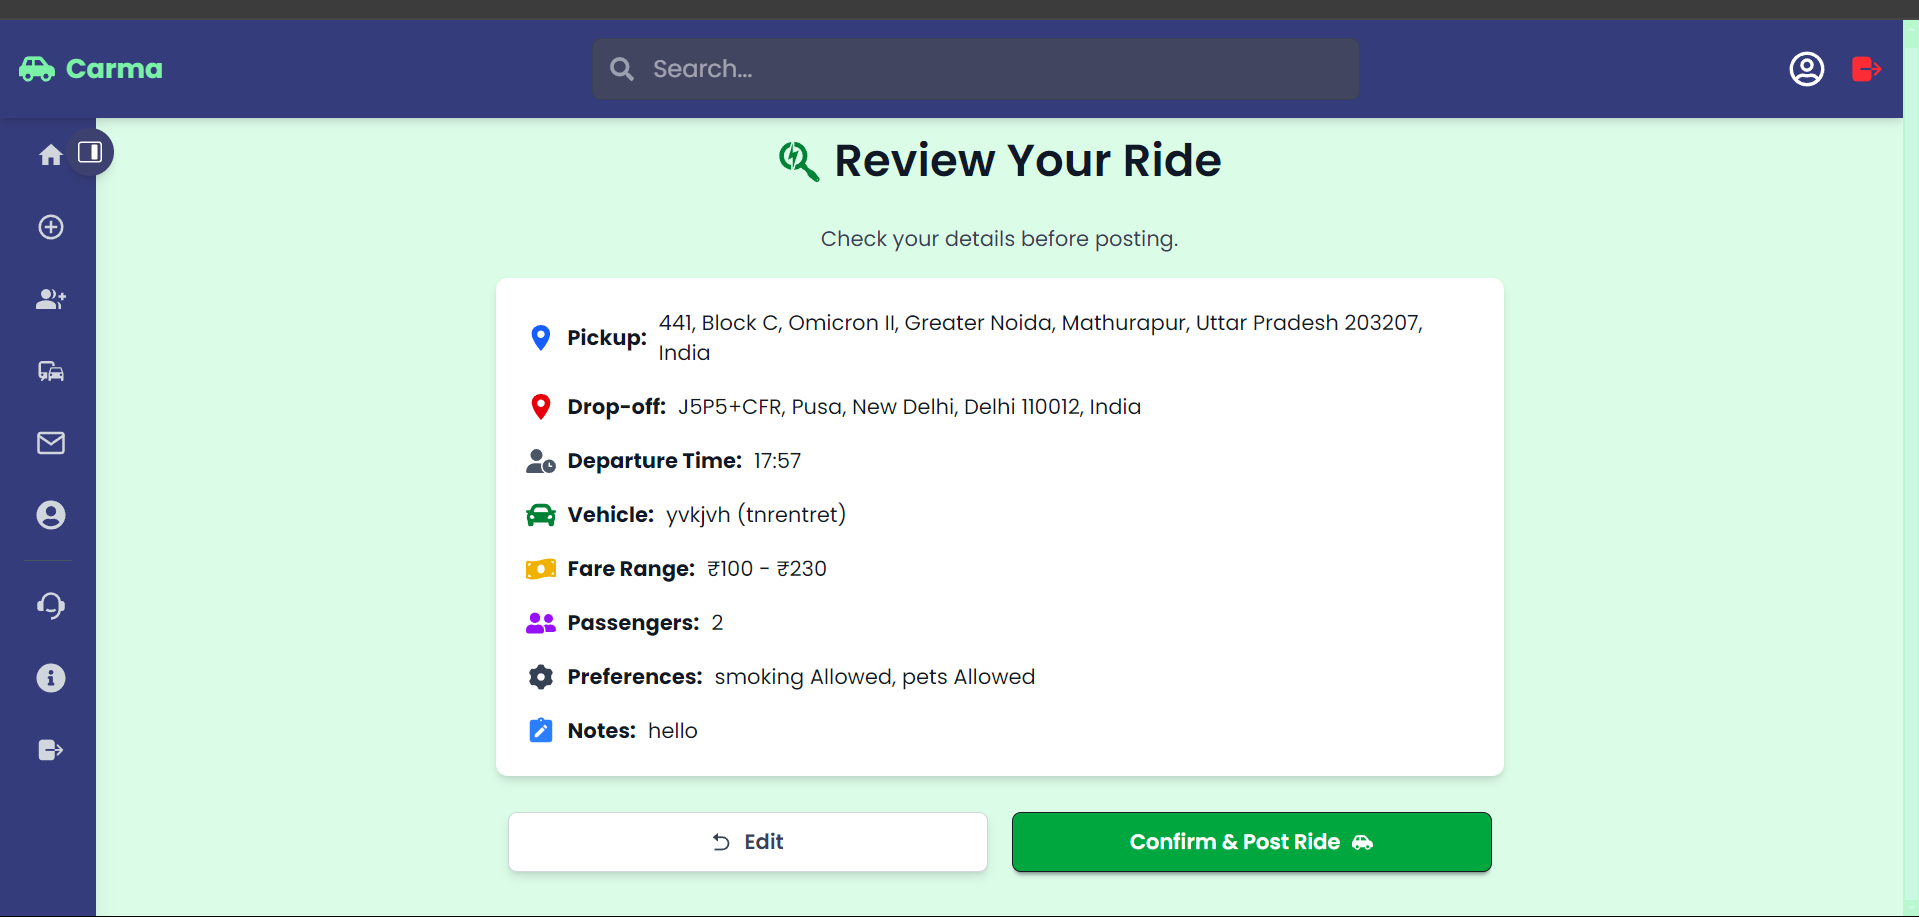 Carma
Search...
Review Your Ride
Check your details before posting.
Pickup: 441, Block C, Omicron II, Greater Noida, Mathurapur, Uttar Pradesh 203207,
India
Drop-off: J5P5+CFR, Pusa, New Delhi, Delhi 110012, India
Departure Time: 17:57
Vehicle: yvkjvh (tnrentret)
Fare Range: ₹100 - ₹230
Passengers: 2
Preferences: smoking Allowed, pets Allowed
Notes: hello
Edit
Confirm & Post Ride